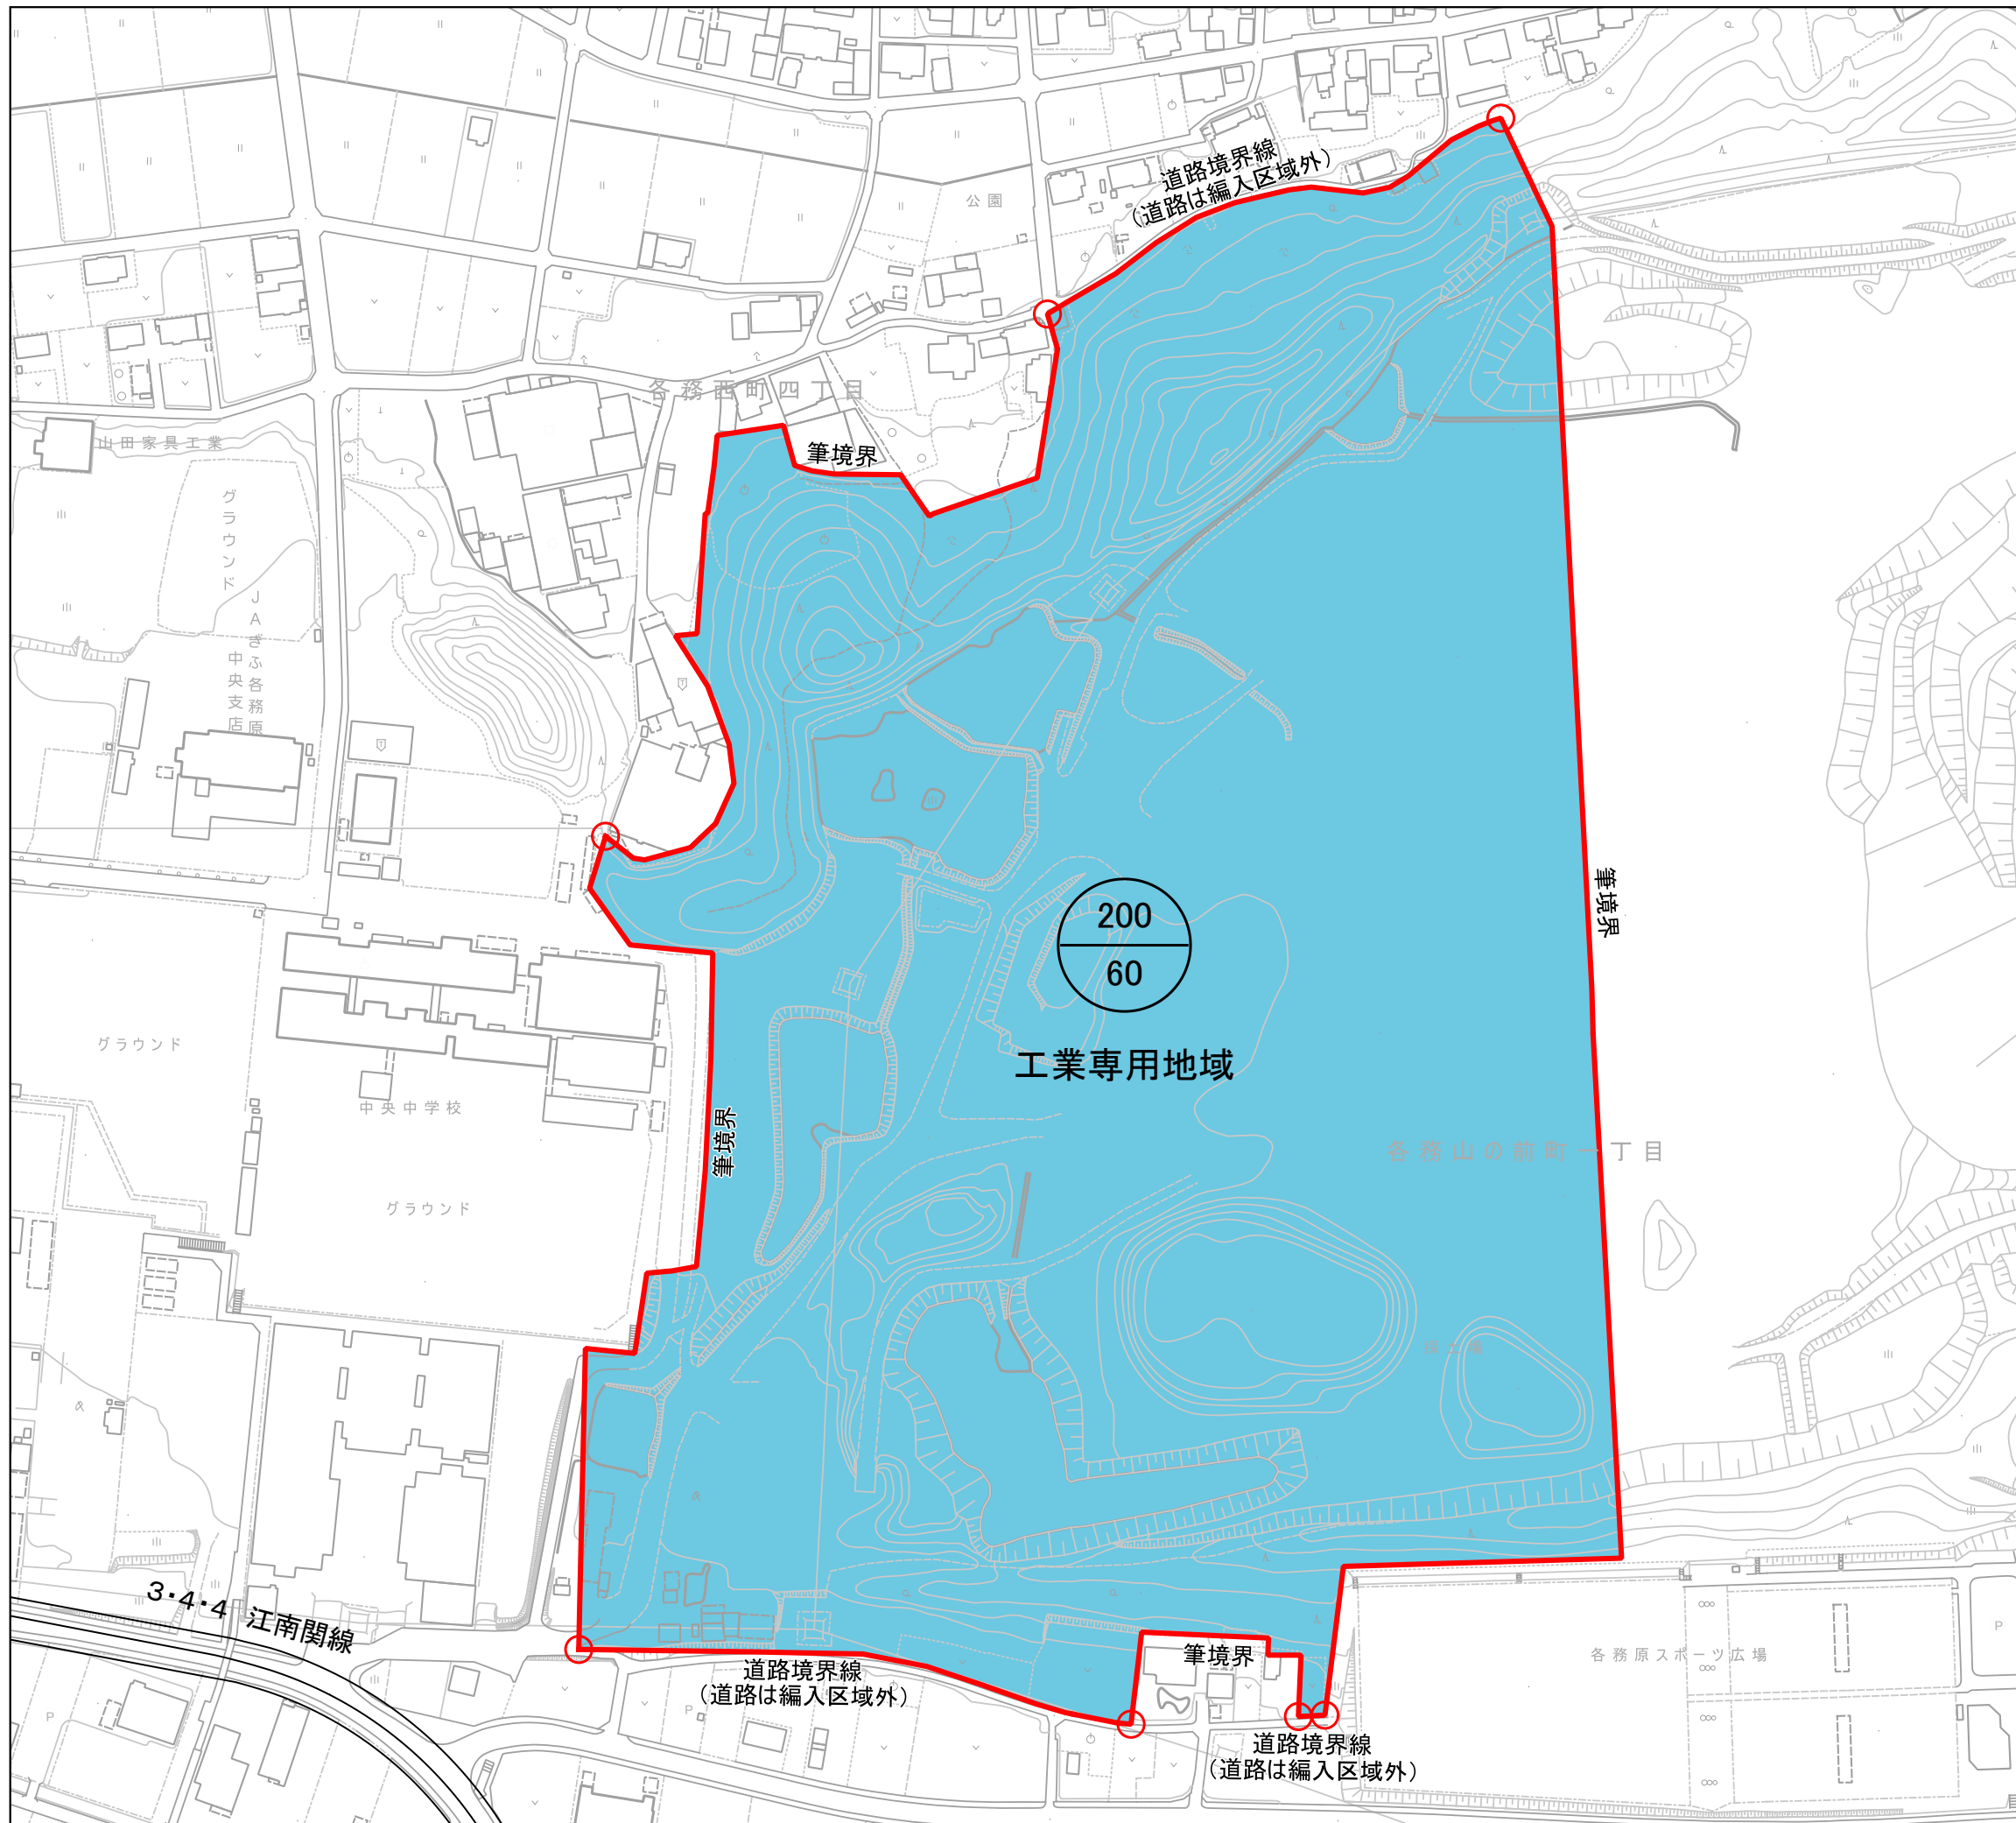 道路境界線
（道路は編入区域外）
公園
各務西町四丁目
山田家具工業
筆境界
グラウンド
JAぎふ各務原
中央支店
筆境界
200
60
工業専用地域
グラウンド
中央中学校
筆境界
各務山の前町一丁目
グラウンド
3・4・4 江南関線
筆境界
各務原スポーツ広場
P
道路境界線
（道路は編入区域外）
P
P
道路境界線
（道路は編入区域外）